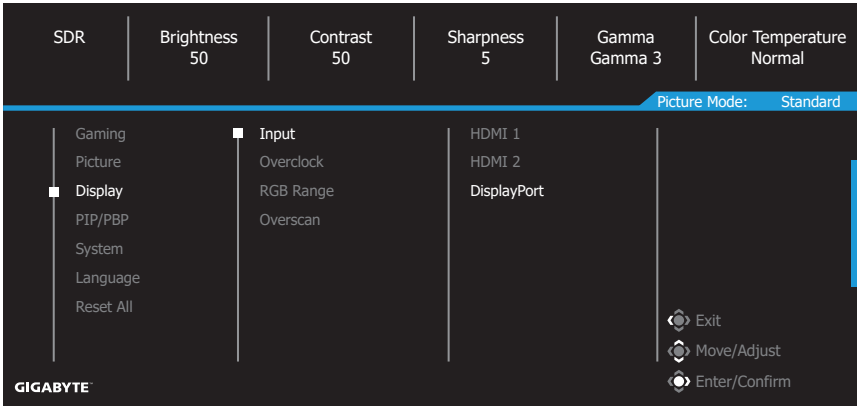 SDR
Brightness
50
Contrast
50
Sharpness
5
Gamma
Gamma 3
Color Temperature
Normal
Picture Mode: Standard
Gaming
Picture
Display
PIP/PBP
System
Language
Reset All
Input
Overclock
RGB Range
Overscan
HDMI 1
HDMI 2
DisplayPort
Exit
Move/Adjust
Enter/Confirm
GIGABYTE™